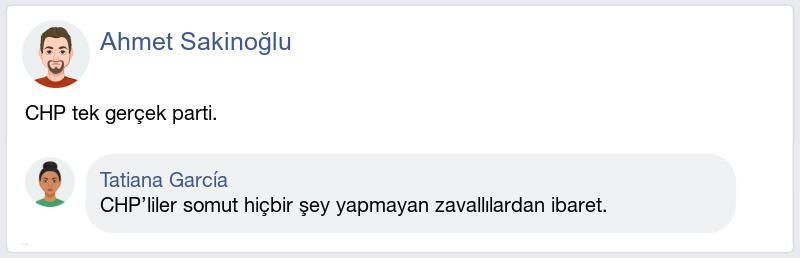 Ahmet Sakinoğlu
CHP tek gerçek parti.
Tatiana García
CHP’liler somut hiçbir şey yapmayan zavallılardan ibaret.